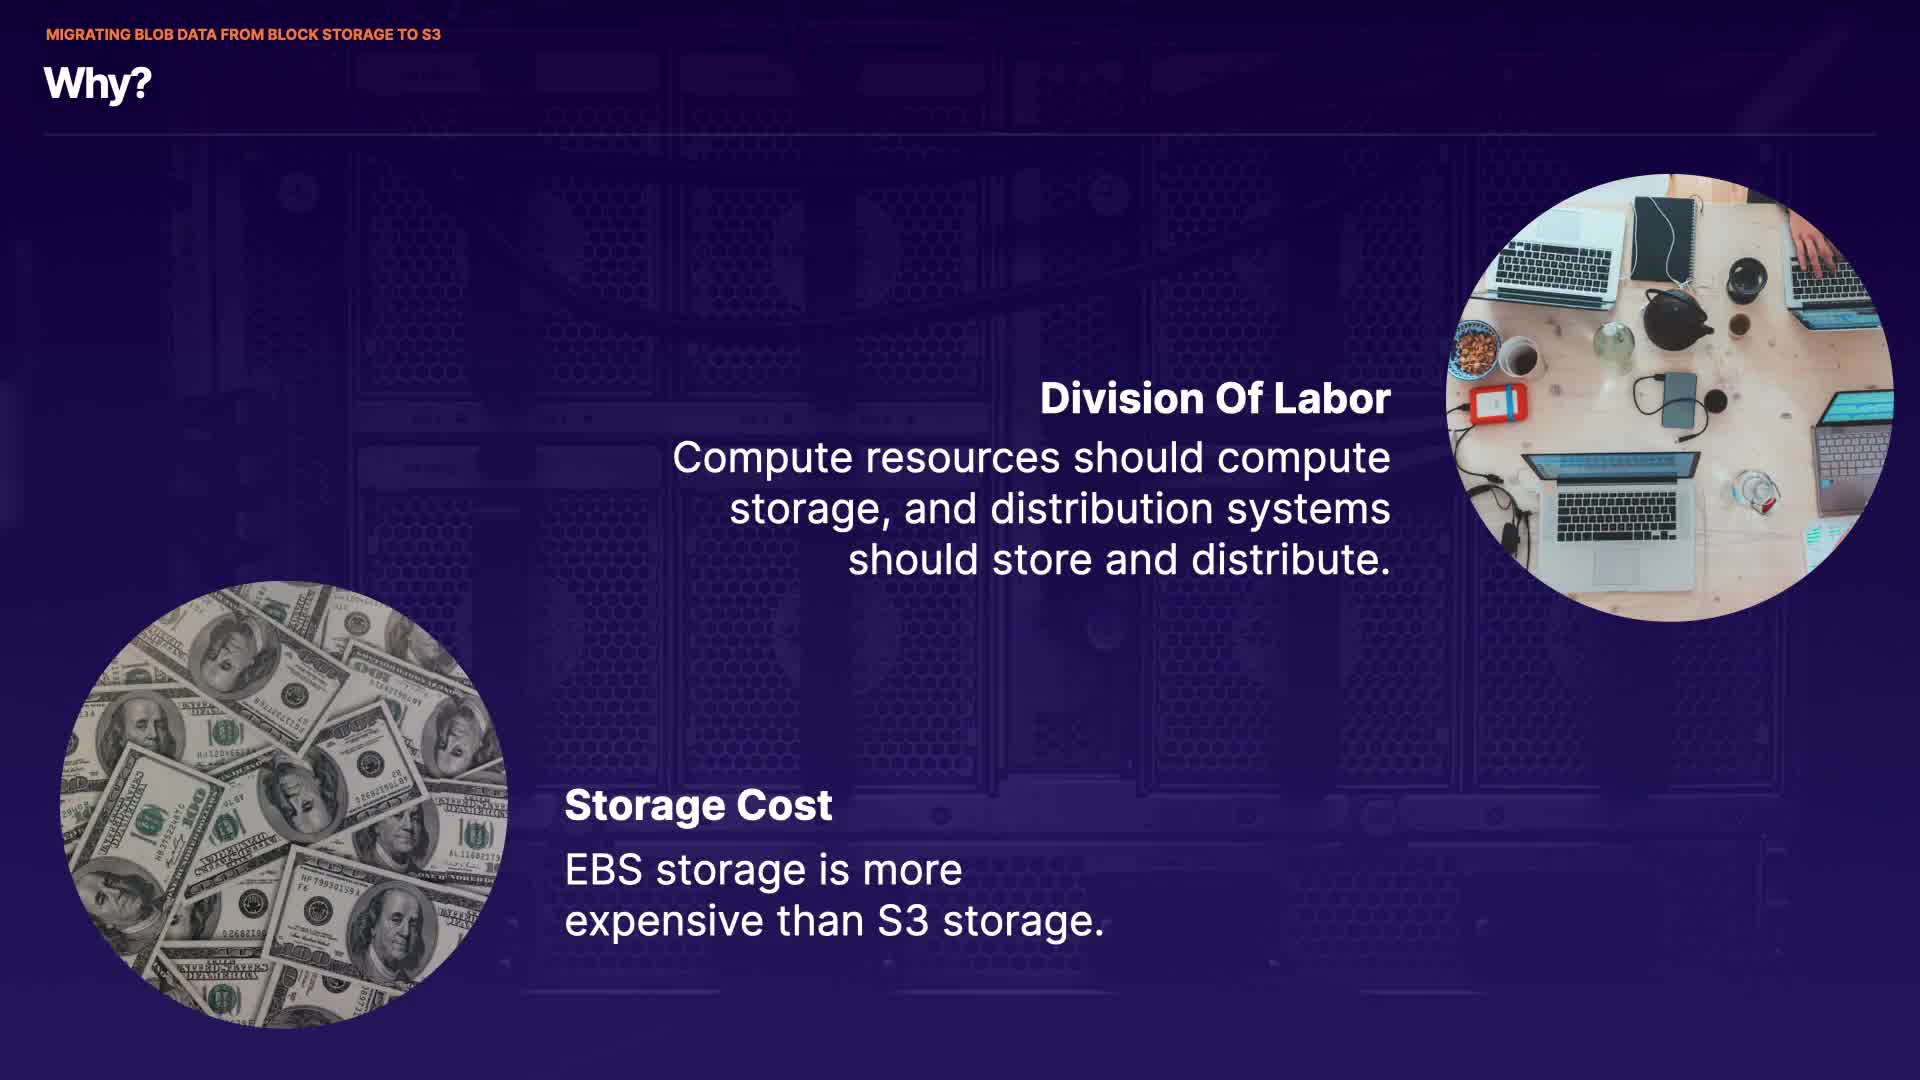 MIGRATING BLOB DATA FROM BLOCK STORAGE TO S3
Why?
Division Of Labor
Compute resources should compute
storage, and distribution systems
should store and distribute.
Storage Cost
EBS storage is more
expensive than S3 storage.